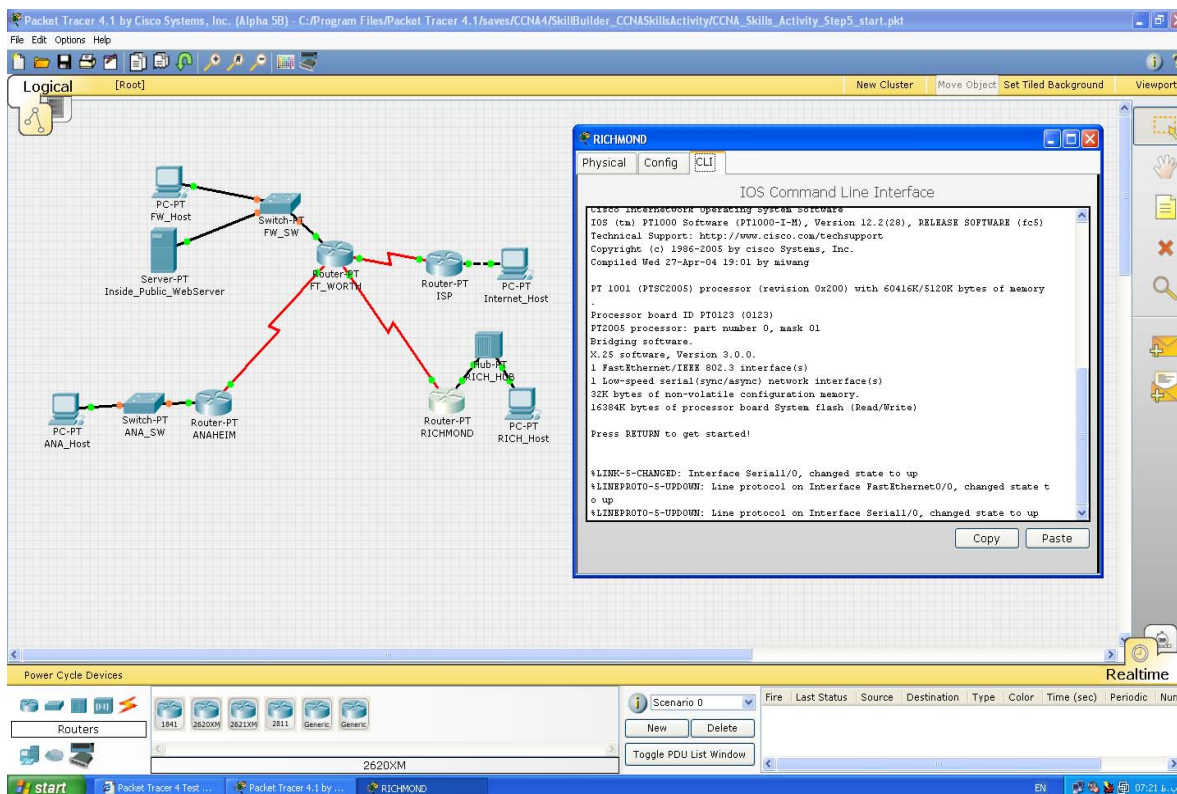 Packet Tracer 4.1 by Cisco Systems, Inc. (Alpha 5B) - C:/Program Files/Packet Tracer 4.1/saves/CCNA4/SkillBuilder_CCNASkillsActivity/CCNA_Skills_Activity_Step5_start.pkt
File Edit Options Help
Logical [Root] New Cluster Move Object Set Tiled Background Viewport
PC-PT
FW_Host
Switch-PT
FW_SW
Server-PT
Inside_Public_WebServer
Router-PT
FT_WORTH
Router-PT
ISP
PC-PT
Internet_Host
Hub-PT
RICH_HUB
PC-PT
ANA_Host
Switch-PT
ANA_SW
Router-PT
ANAHEIM
Router-PT
RICHMOND
PC-PT
RICH_Host
RICHMOND
Physical Config CLI
IOS Command Line Interface
Cisco Internetwork Operating System Software
IOS (tm) PT1000 Software (PT1000-I-M), Version 12.2(28), RELEASE SOFTWARE (fc5)
Technical Support: http://www.cisco.com/techsupport
Copyright (c) 1986-2005 by cisco Systems, Inc.
Compiled Wed 27-Apr-04 19:01 by miwang
PT 1001 (PTSC2005) processor (revision 0x200) with 60416K/5120K bytes of memory
.
Processor board ID PT0123 (0123)
PT2005 processor: part number 0, mask 01
Bridging software.
X.25 software, Version 3.0.0.
1 FastEthernet/IEEE 802.3 interface(s)
1 Low-speed serial(sync/async) network interface(s)
32K bytes of non-volatile configuration memory.
16384K bytes of processor board System flash (Read/Write)
Press RETURN to get started!
%LINK-5-CHANGED: Interface Serial1/0, changed state to up
%LINEPROTO-5-UPDOWN: Line protocol on Interface FastEthernet0/0, changed state t
o up
%LINEPROTO-5-UPDOWN: Line protocol on Interface Serial1/0, changed state to up
Copy Paste
Power Cycle Devices Realtime
Routers
1841 2620XM 2621XM 2811 Generic Generic
2620XM
Scenario 0
New Delete
Toggle PDU List Window
Fire Last Status Source Destination Type Color Time (sec) Periodic Num
start Packet Tracer 4 Test ... Packet Tracer 4.1 by ... RICHMOND EN 07:21 ب.ظ